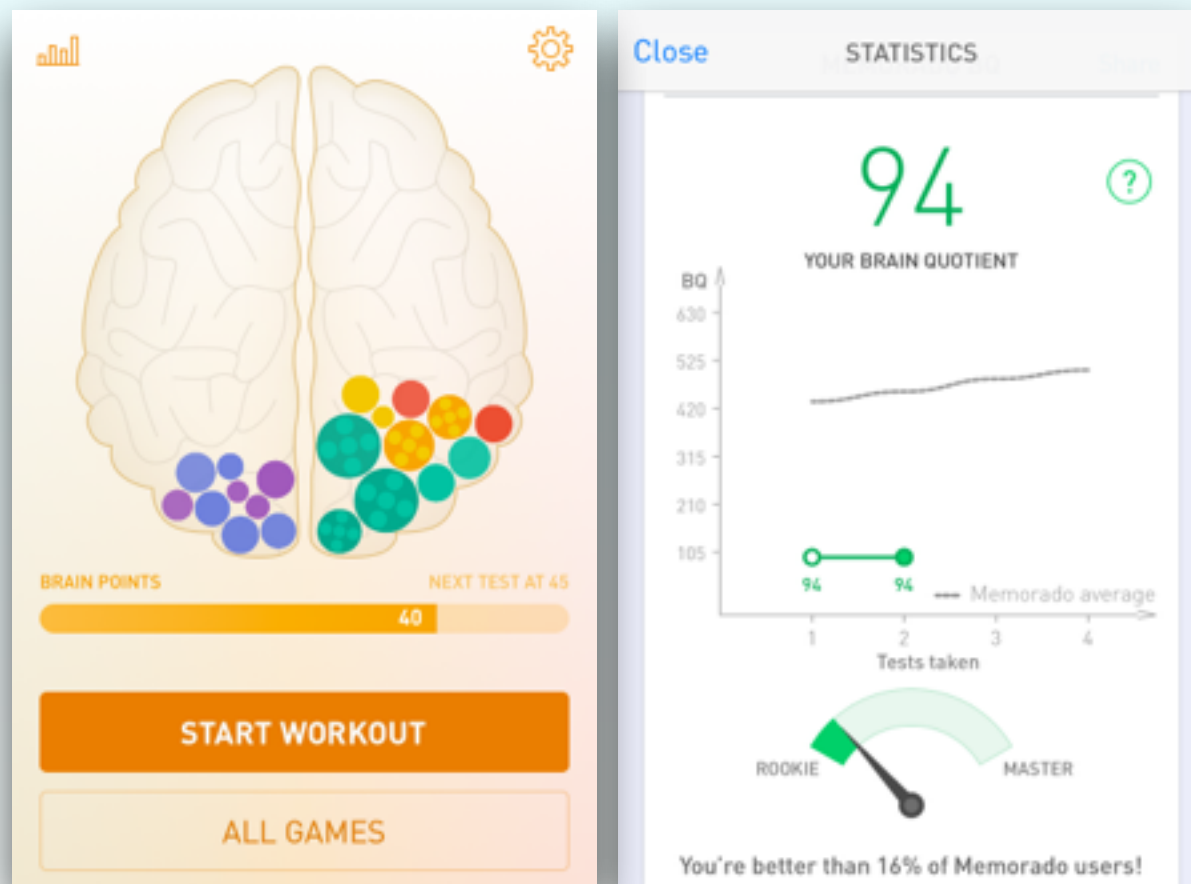 BRAIN POINTS
NEXT TEST AT 45
40
START WORKOUT
ALL GAMES
Close
STATISTICS
94
?
YOUR BRAIN QUOTIENT
BQ
630
525
420
315
210
105
94
94
Memorado average
1 2 3 4
Tests taken
ROOKIE
MASTER
You're better than 16% of Memorado users!